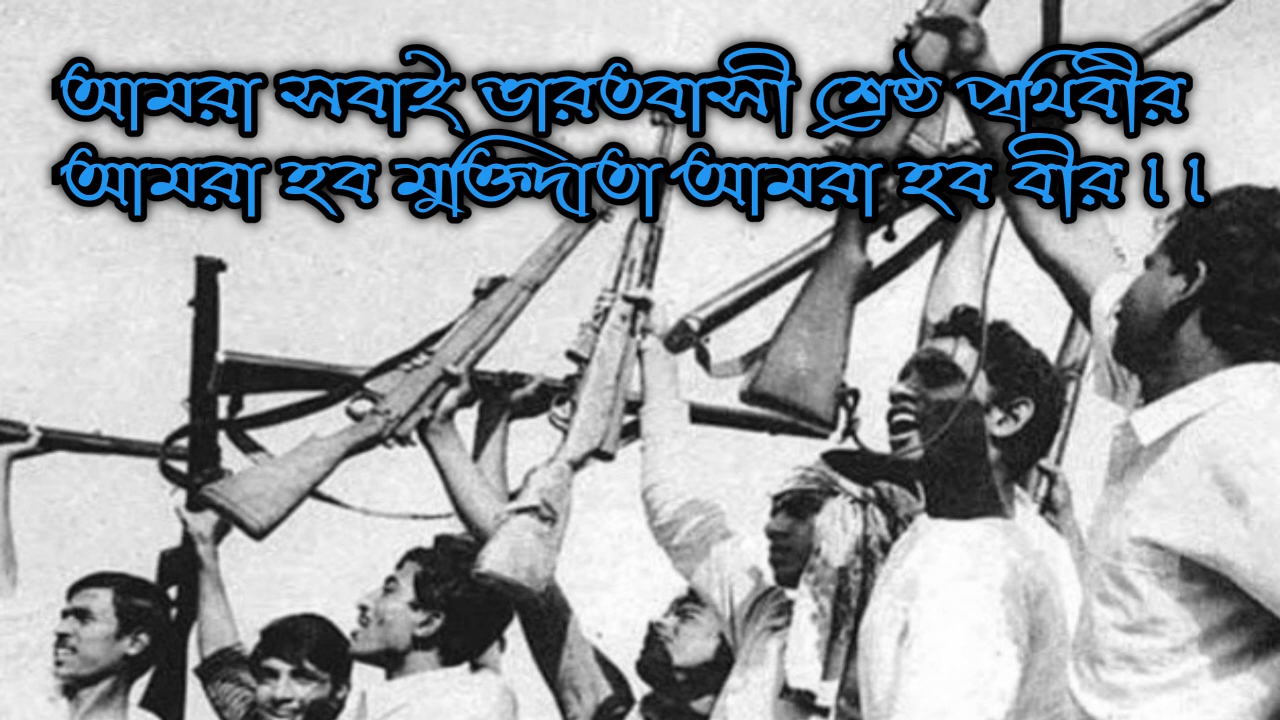 আমরা সবাই ভারতবাসী শ্রেষ্ঠ পৃথিবীর
আমরা হব মুক্তিদাতা আমরা হব বীর।।